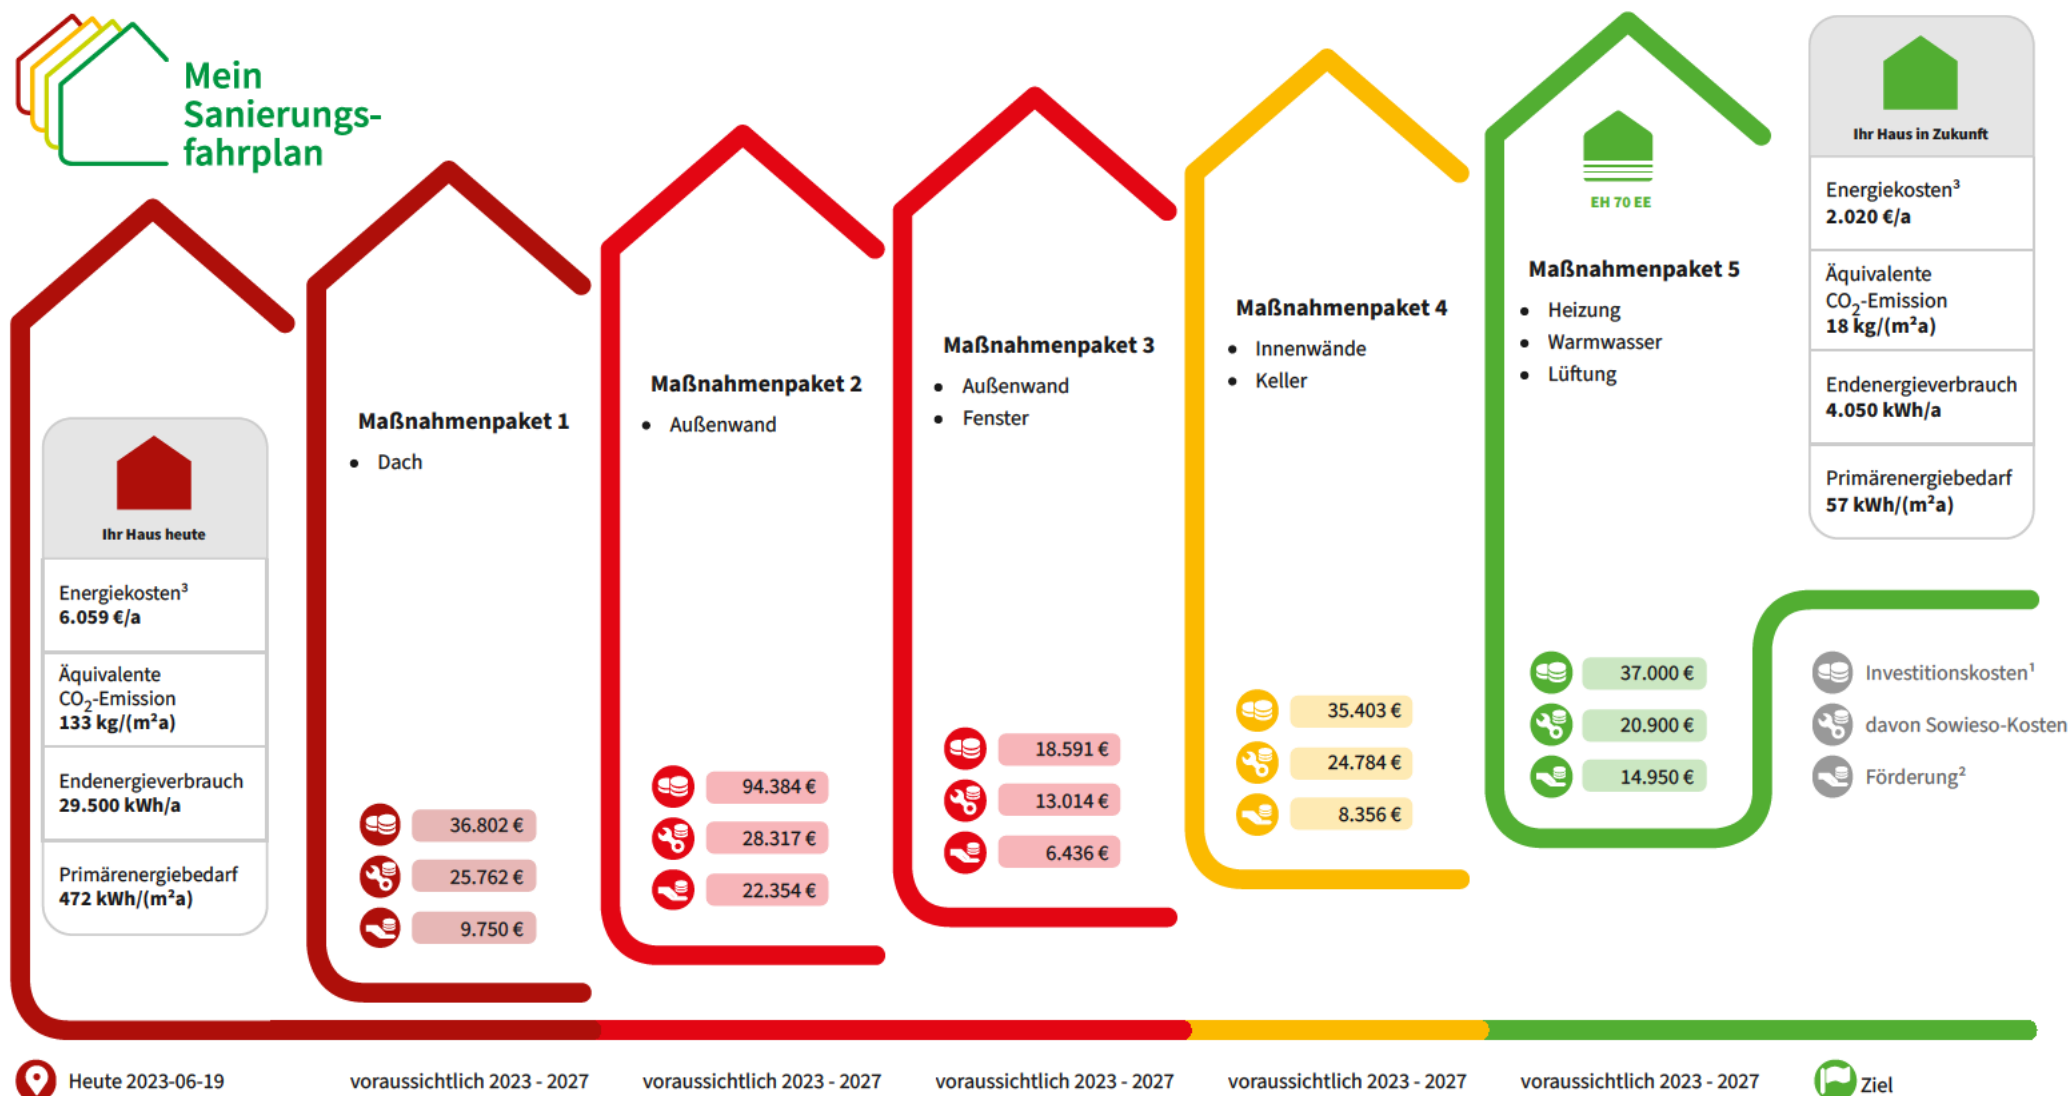 Mein
Sanierungs-
fahrplan
Ihr Haus heute
Energiekosten³
6.059 €/a
Äquivalente
CO₂-Emission
133 kg/(m²a)
Endenergieverbrauch
29.500 kWh/a
Primärenergiebedarf
472 kWh/(m²a)
Maßnahmenpaket 1
• Dach
36.802 €
25.762 €
9.750 €
Maßnahmenpaket 2
• Außenwand
94.384 €
28.317 €
22.354 €
Maßnahmenpaket 3
• Außenwand
• Fenster
18.591 €
13.014 €
6.436 €
Maßnahmenpaket 4
• Innenwände
• Keller
35.403 €
24.784 €
8.356 €
EH 70 EE
Maßnahmenpaket 5
• Heizung
• Warmwasser
• Lüftung
37.000 €
20.900 €
14.950 €
Ihr Haus in Zukunft
Energiekosten³
2.020 €/a
Äquivalente
CO₂-Emission
18 kg/(m²a)
Endenergieverbrauch
4.050 kWh/a
Primärenergiebedarf
57 kWh/(m²a)
Investitionskosten¹
davon Sowieso-Kosten
Förderung²
Heute 2023-06-19
voraussichtlich 2023 - 2027
voraussichtlich 2023 - 2027
voraussichtlich 2023 - 2027
voraussichtlich 2023 - 2027
voraussichtlich 2023 - 2027
Ziel